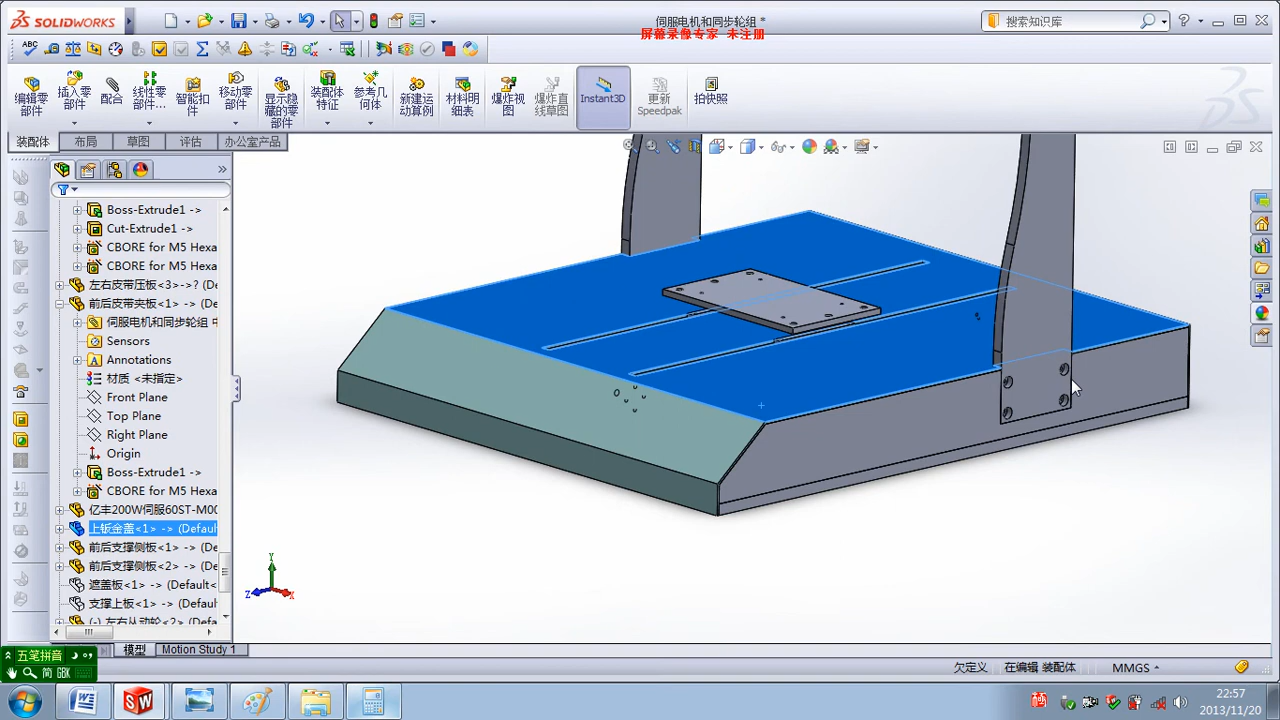 SOLIDWORKS
伺服电机和同步轮组 *
屏幕录像专家 未注册
搜索知识库
编辑零部件
插入零部件
配合
线性零部件...
智能扣件
移动零部件
显示隐藏的零部件
装配体特征
参考几何体
新建运动算例
材料明细表
爆炸视图
爆炸直线草图
Instant3D
更新Speedpak
拍快照
装配体
布局
草图
评估
办公室产品
Boss-Extrude1 ->
Cut-Extrude1 ->
CBORE for M5 Hexa
CBORE for M5 Hexa
左右皮带压板<3>->? (Defau
前后皮带夹板<1> -> (Defau
伺服电机和同步轮组 中
Sensors
Annotations
材质 <未指定>
Front Plane
Top Plane
Right Plane
Origin
Boss-Extrude1 ->
CBORE for M5 Hexa
亿丰200W伺服60ST-M00
上钣金盖<1> -> (Defaul
前后支撑侧板<1> -> (De
前后支撑侧板<2> -> (De
遮盖板<1> -> (Default<
支撑上板<1> -> (Defaul
(-) 左右从动轮<2> (Def
Y
Z
X
模型
Motion Study 1
五笔拼音
简 GBK
欠定义
在编辑 装配体
MMGS
22:57
2013/11/20